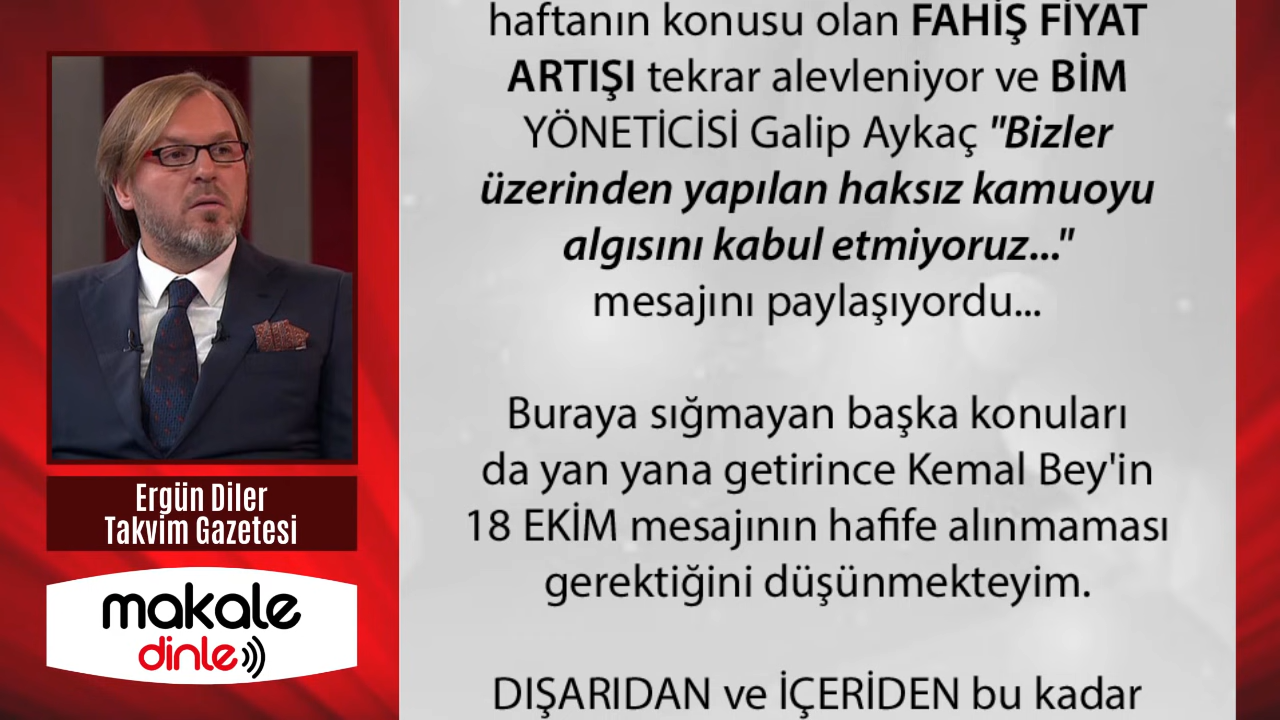 haftanın konusu olan FAHİŞ FİYAT
ARTIŞI tekrar alevleniyor ve BİM
YÖNETİCİSİ Galip Aykaç "Bizler
üzerinden yapılan haksız kamuoyu
algısını kabul etmiyoruz..."
mesajını paylaşıyordu...
Buraya sığmayan başka konuları
da yan yana getirince Kemal Bey'in
18 EKİM mesajının hafife alınmaması
gerektiğini düşünmekteyim.
DIŞARIDAN ve İÇERİDEN bu kadar
Ergün Diler
Takvim Gazetesi
makale
dinle